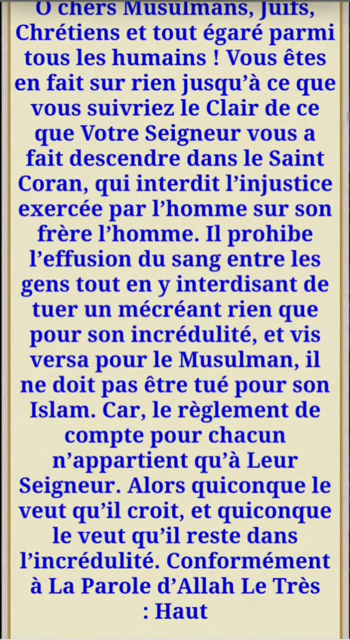 Ô chers Musulmans, Juifs,
Chrétiens et tout égaré parmi
tous les humains ! Vous êtes
en fait sur rien jusqu’à ce que
vous suivriez le Clair de ce
que Votre Seigneur vous a
fait descendre dans le Saint
Coran, qui interdit l’injustice
exercée par l’homme sur son
frère l’homme. Il prohibe
l’effusion du sang entre les
gens tout en y interdisant de
tuer un mécréant rien que
pour son incrédulité, et vis
versa pour le Musulman, il
ne doit pas être tué pour son
Islam. Car, le règlement de
compte pour chacun
n’appartient qu’à Leur
Seigneur. Alors quiconque le
veut qu’il croit, et quiconque
le veut qu’il reste dans
l’incrédulité. Conformément
à La Parole d’Allah Le Très
: Haut